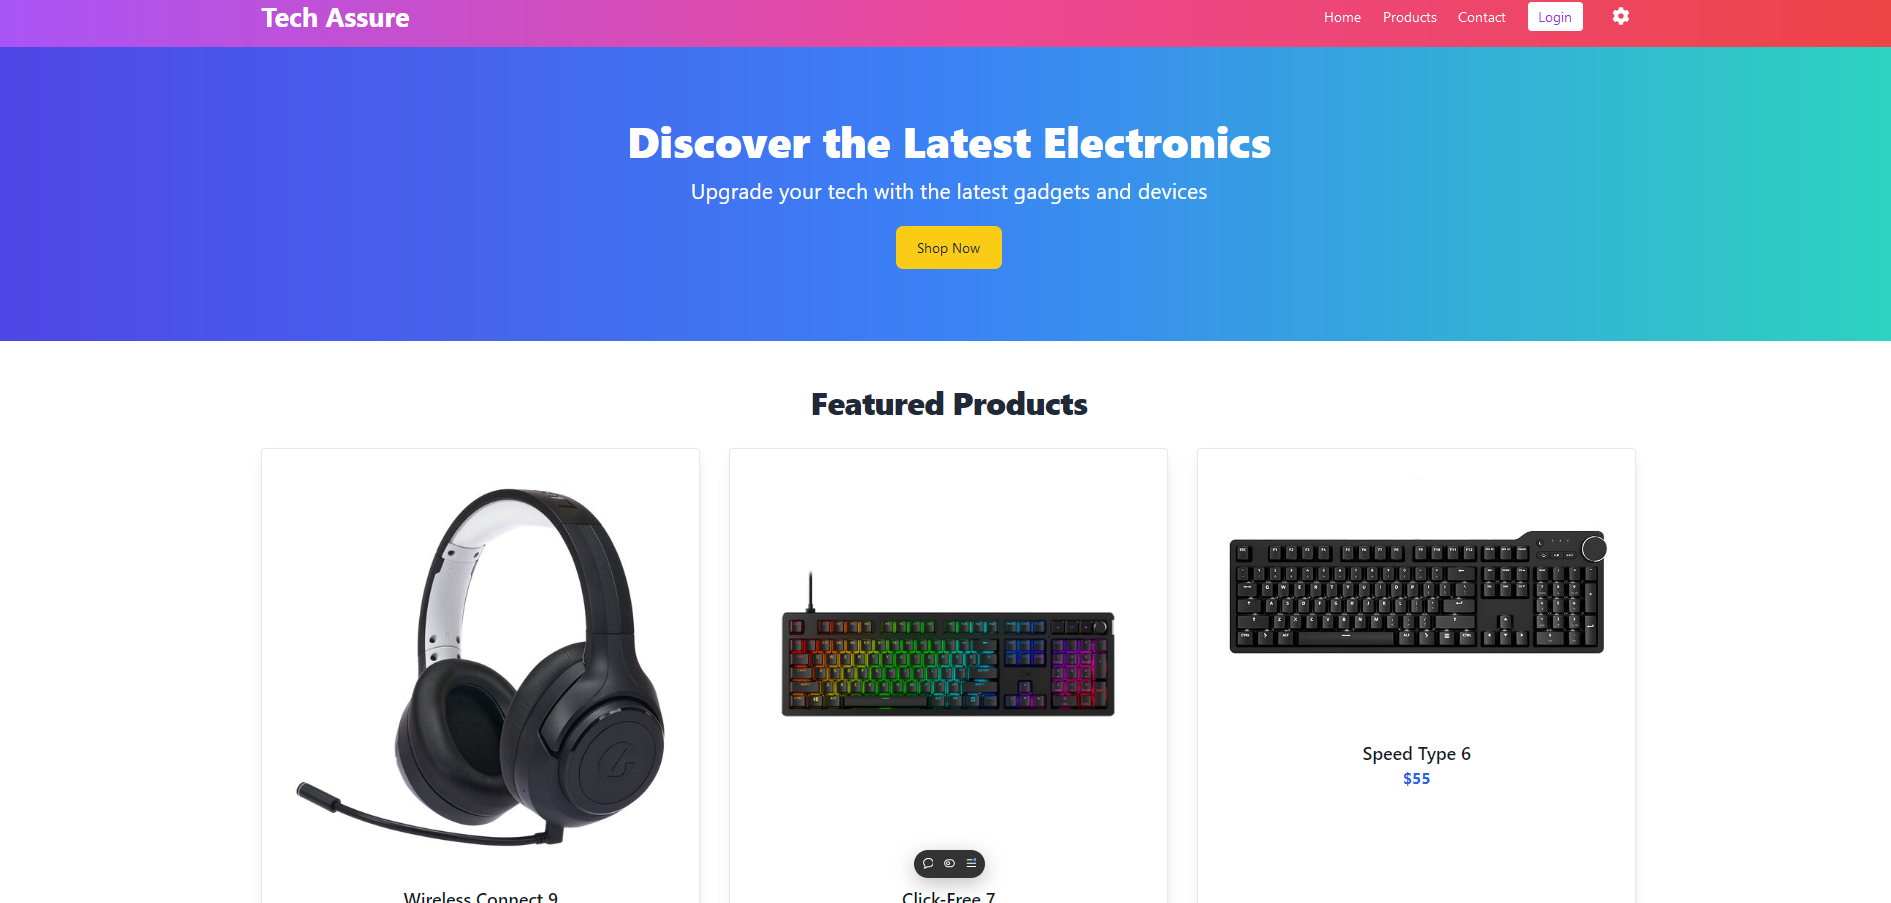 Tech Assure
Home Products Contact Login
Discover the Latest Electronics
Upgrade your tech with the latest gadgets and devices
Shop Now
Featured Products
Speed Type 6
$55
Wireless Connect 9
Click-Free 7